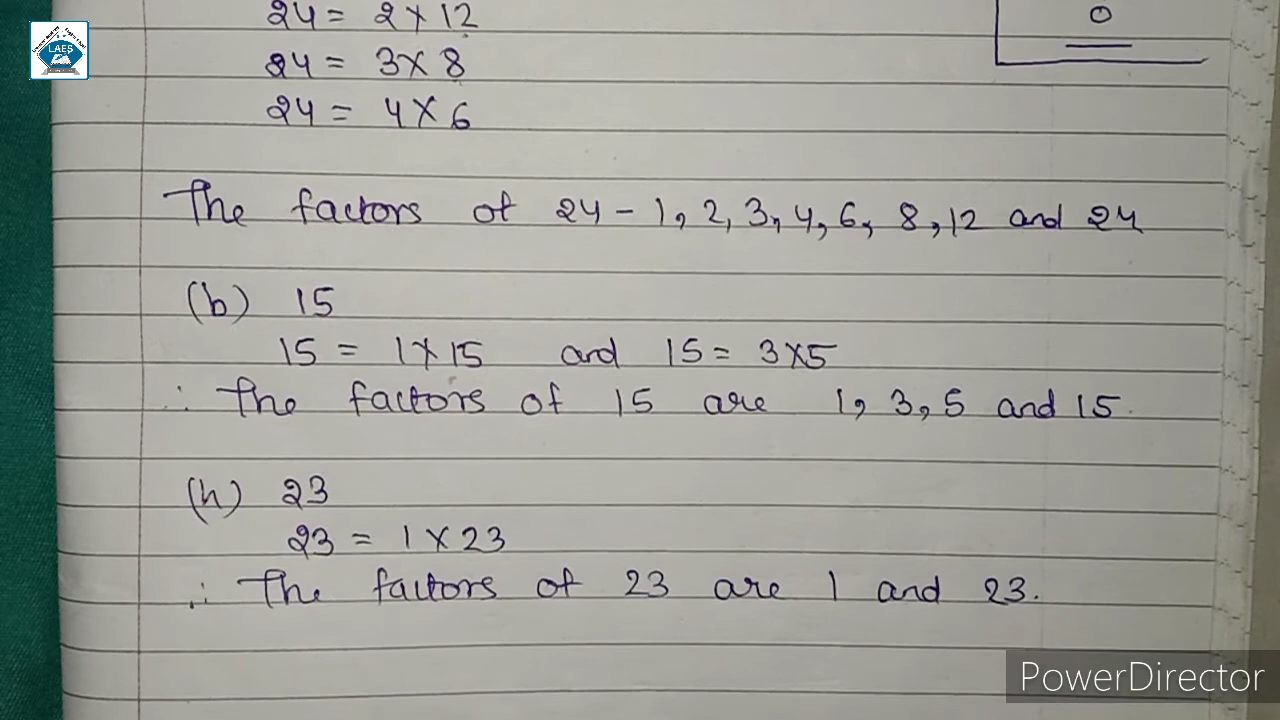 24 = 2 × 12
24 = 3 × 8
24 = 4 × 6
0
The factors of 24 - 1, 2, 3, 4, 6, 8, 12 and 24
(b) 15
15 = 1 × 15 and 15 = 3 × 5
∴ The factors of 15 are 1, 3, 5 and 15.
(h) 23
23 = 1 × 23
∴ The factors of 23 are 1 and 23.
LAES
PowerDirector